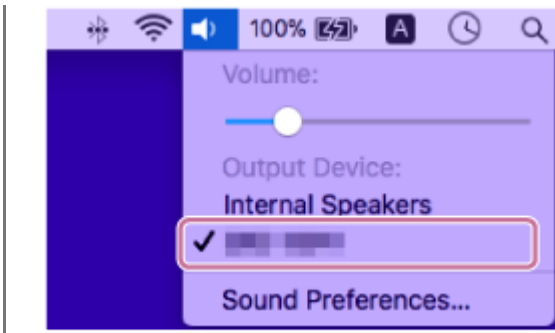 100% A
Volume:
Output Device:
Internal Speakers
Sound Preferences...